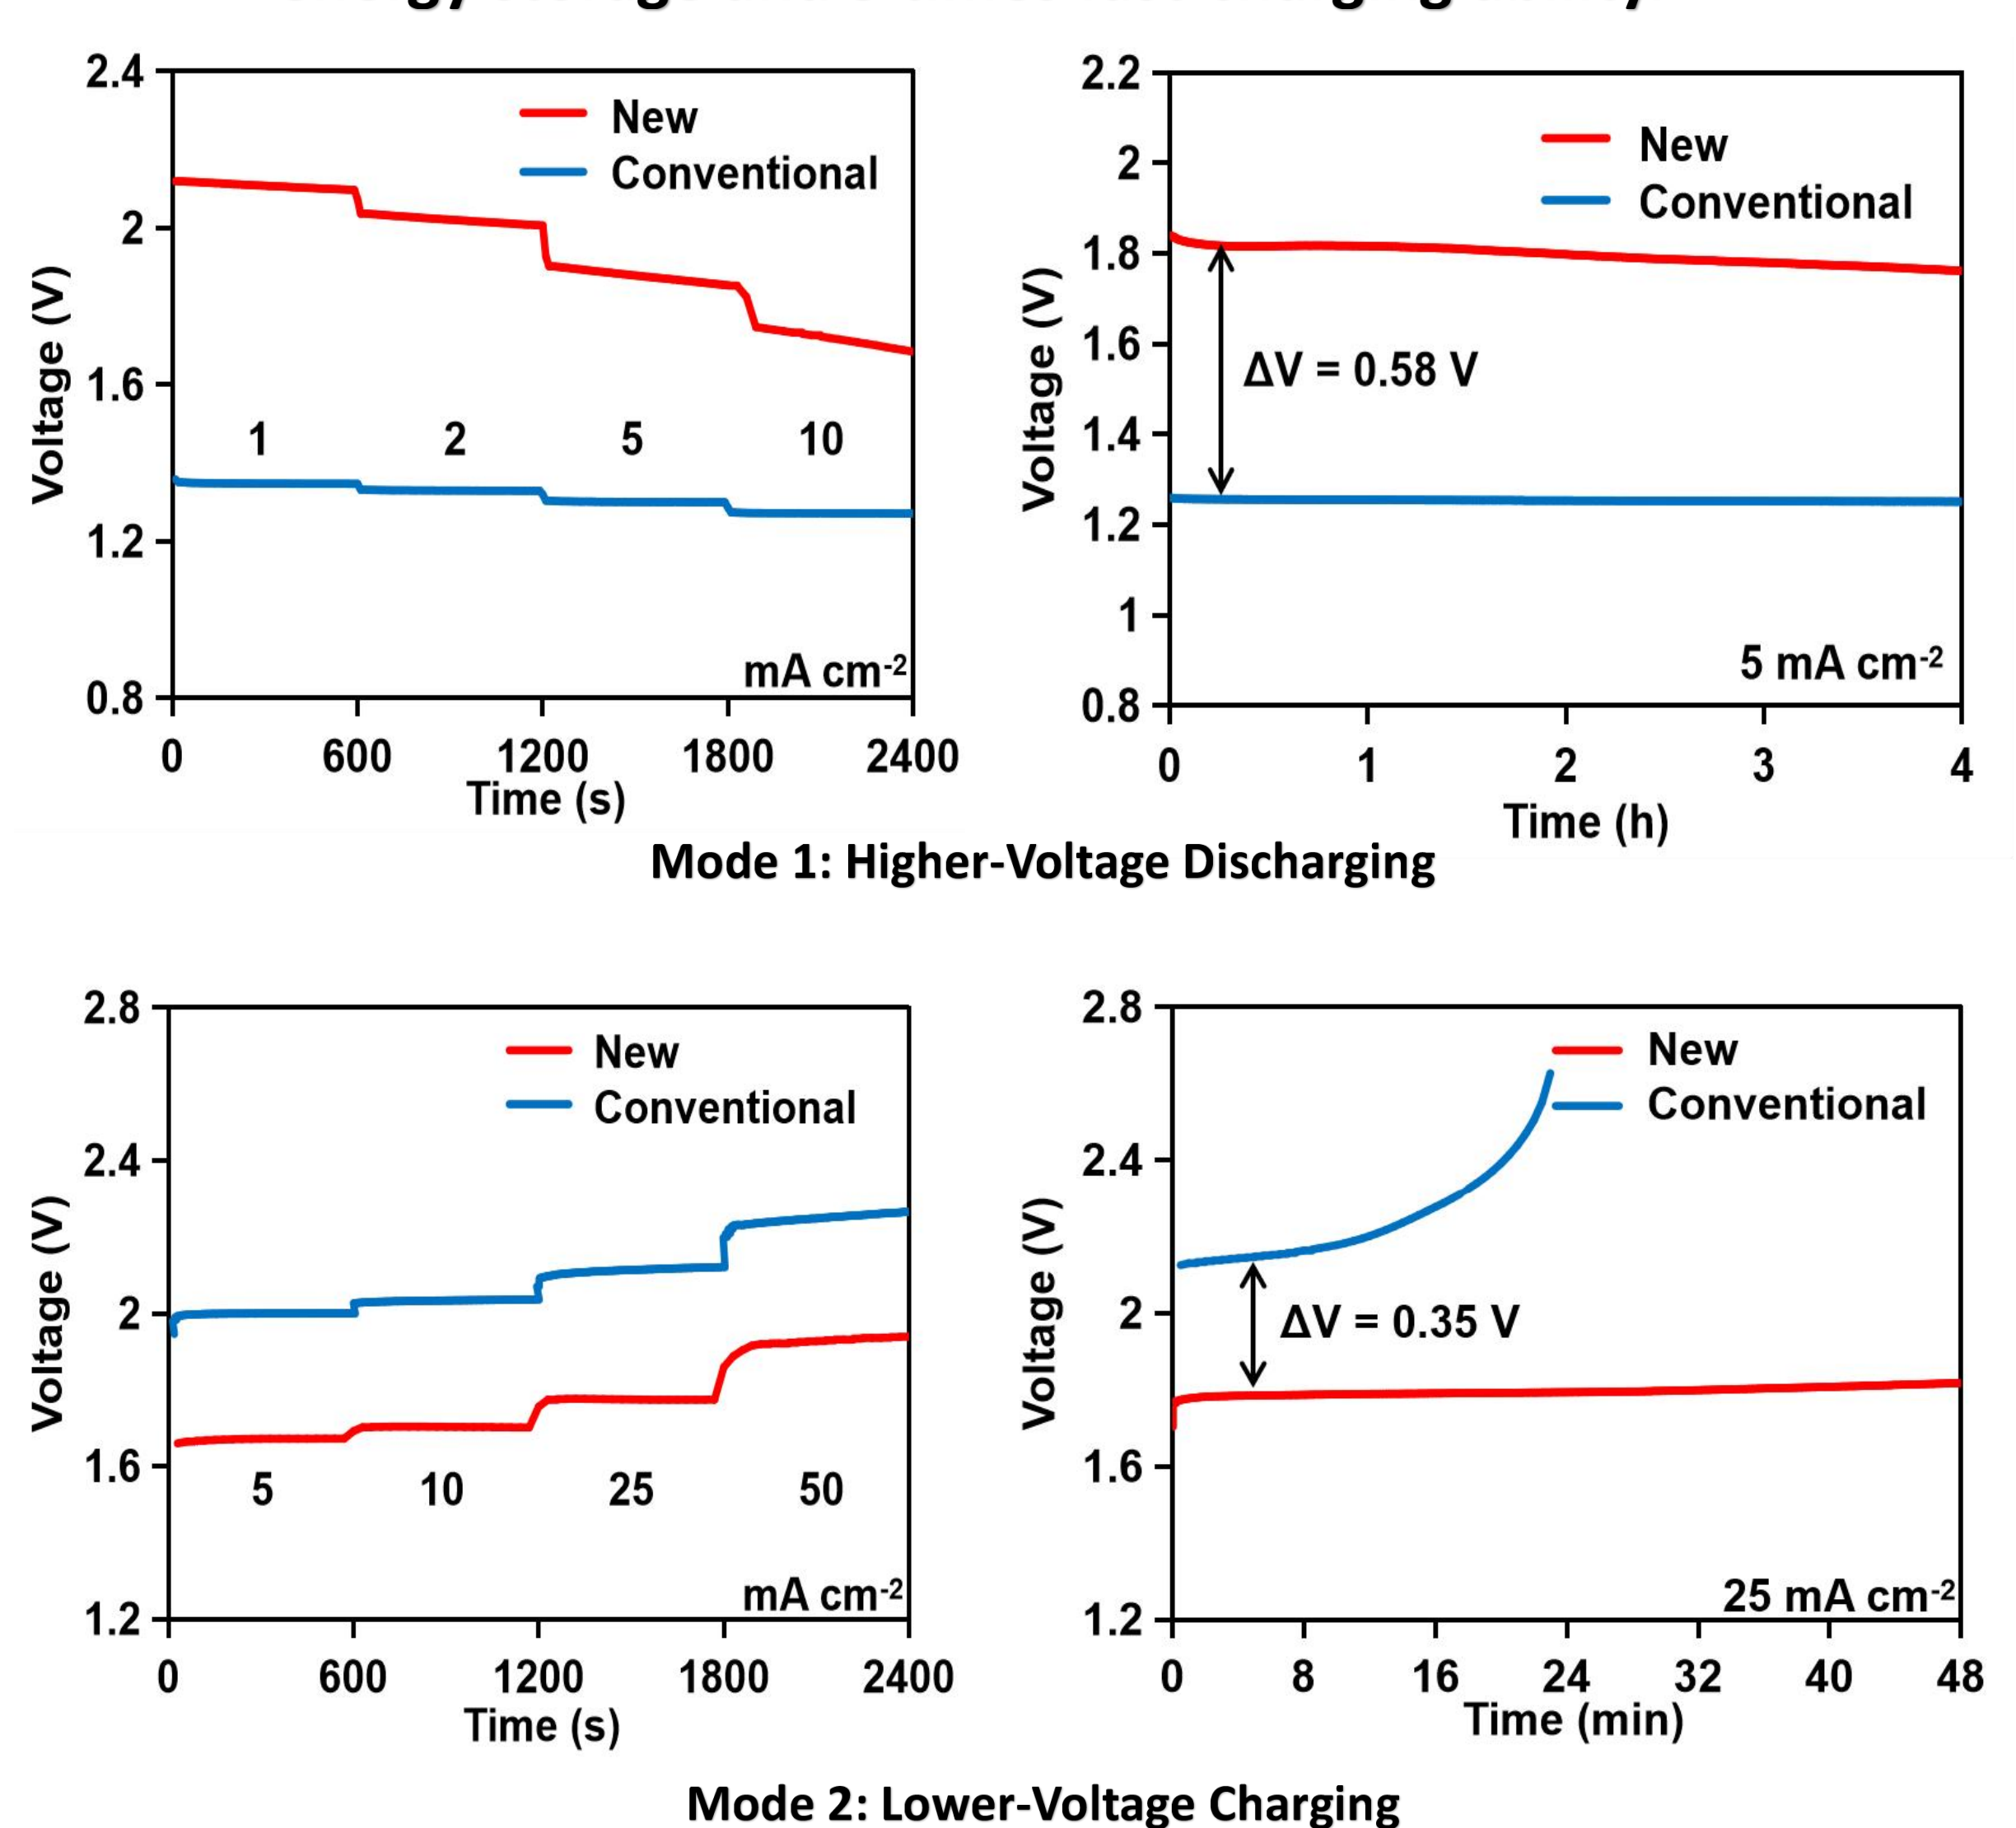 2.4
New
Conventional
2
1.6
1 2 5 10
1.2
mA cm-2
0.8
0 600 1200 1800 2400
Time (s)
Voltage (V)
2.2
New
2
Conventional
1.8
1.6
ΔV = 0.58 V
1.4
1.2
1
5 mA cm-2
0.8
0 1 2 3 4
Time (h)
Voltage (V)
Mode 1: Higher-Voltage Discharging
2.8
New
Conventional
2.4
2
1.6
5 10 25 50
mA cm-2
1.2
0 600 1200 1800 2400
Time (s)
Voltage (V)
2.8
New
Conventional
2.4
2
ΔV = 0.35 V
1.6
25 mA cm-2
1.2
0 8 16 24 32 40 48
Time (min)
Voltage (V)
Mode 2: Lower-Voltage Charging